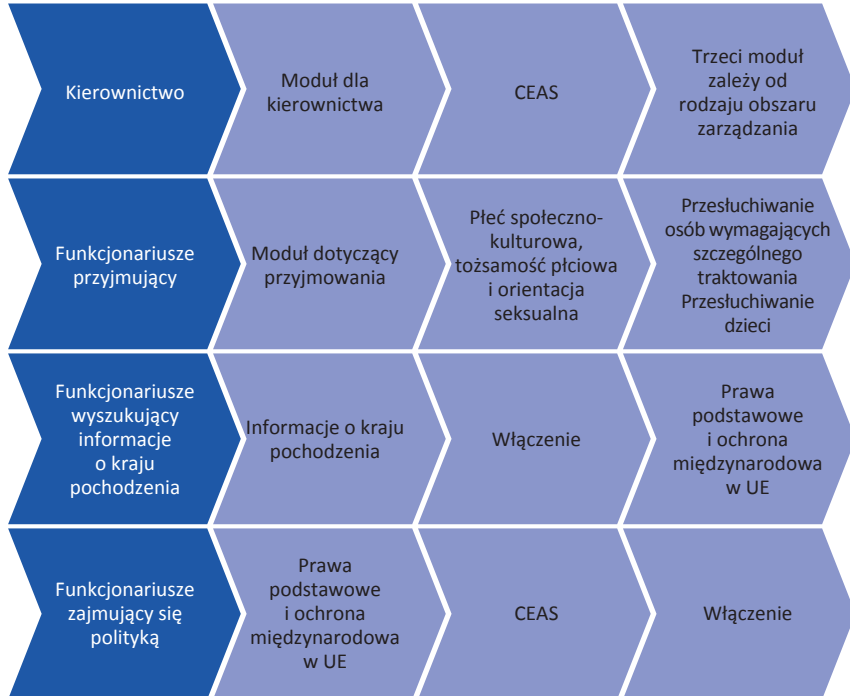 Kierownictwo
Moduł dla
kierownictwa
CEAS
Trzeci moduł
zależy od
rodzaju obszaru
zarządzania
Funkcjonariusze
przyjmujący
Moduł dotyczący
przyjmowania
Płeć społeczno-
kulturowa,
tożsamość płciowa
i orientacja
seksualna
Przesłuchiwanie
osób wymagających
szczególnego
traktowania
Przesłuchiwanie
dzieci
Funkcjonariusze
wyszukujący
informacje
o kraju
pochodzenia
Informacje o kraju
pochodzenia
Włączenie
Prawa
podstawowe
i ochrona
międzynarodowa
w UE
Funkcjonariusze
zajmujący się
polityką
Prawa
podstawowe
i ochrona
międzynarodowa
w UE
CEAS
Włączenie